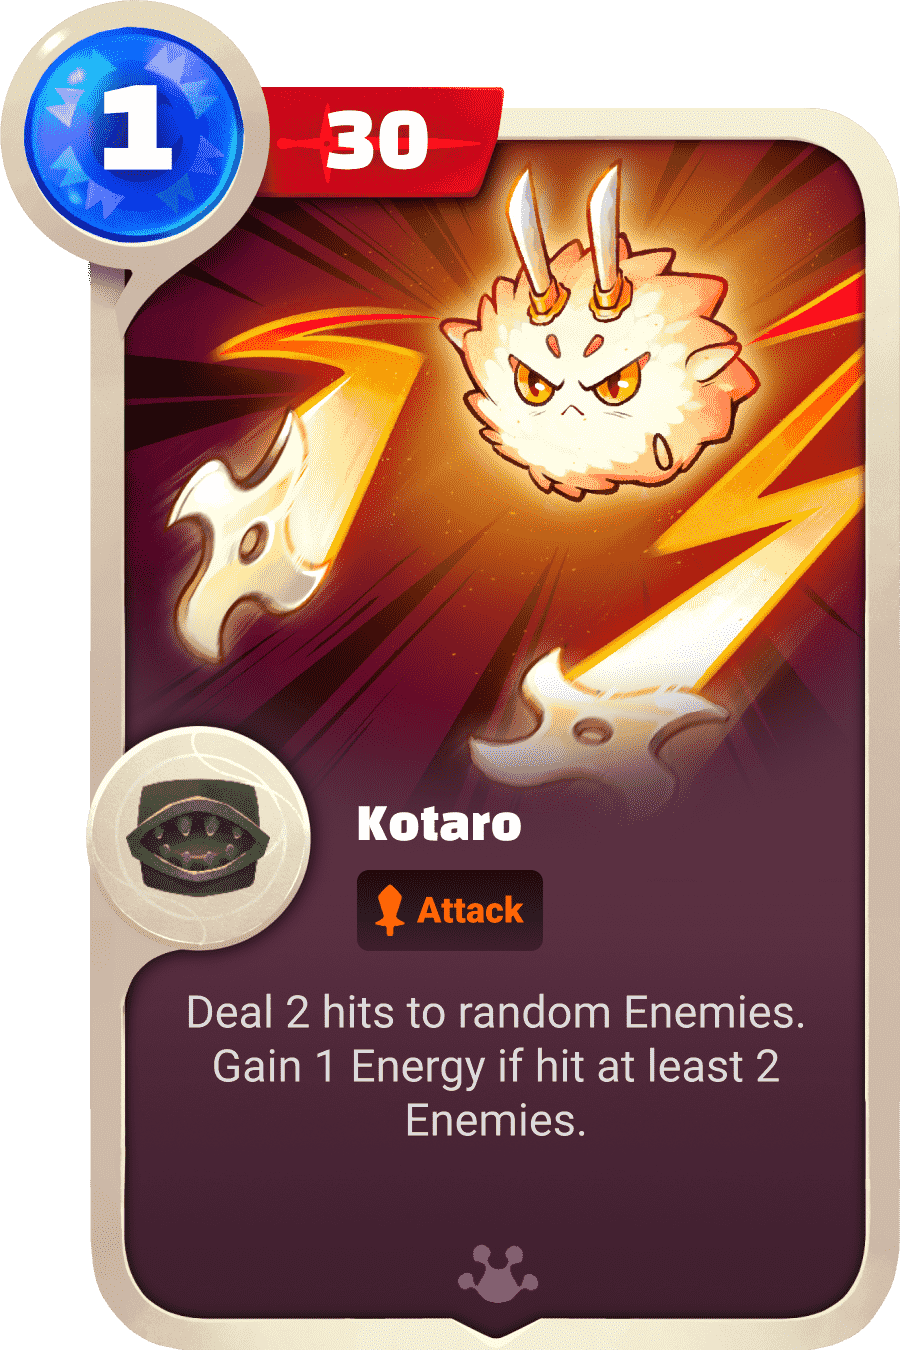 1
30
Kotaro
Attack
Deal 2 hits to random Enemies.
Gain 1 Energy if hit at least 2
Enemies.